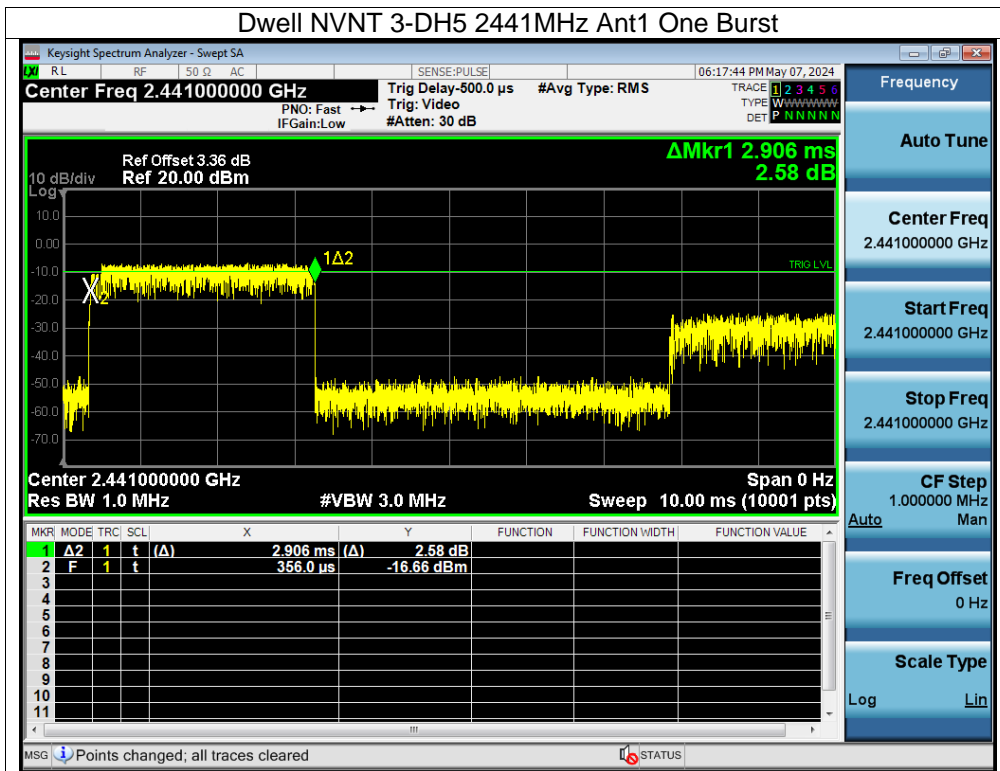 Dwell NVNT 3-DH5 2441MHz Ant1 One Burst
Keysight Spectrum Analyzer - Swept SA
LXI RL RF 50 Ω AC SENSE:PULSE 06:17:44 PM May 07, 2024
Center Freq 2.441000000 GHz
PNO: Fast
IFGain:Low
Trig Delay-500.0 µs
Trig: Video
#Atten: 30 dB
#Avg Type: RMS
TRACE 1 2 3 4 5 6
TYPE WWWWWW
DET P N N N N N
ΔMkr1 2.906 ms
2.58 dB
Ref Offset 3.36 dB
10 dB/div Ref 20.00 dBm
Log
10.0
0.00
-10.0
-20.0
-30.0
-40.0
-50.0
-60.0
-70.0
1Δ2
TRIG LVL
X2
Center 2.441000000 GHz Span 0 Hz
Res BW 1.0 MHz #VBW 3.0 MHz Sweep 10.00 ms (10001 pts)
MKR MODE TRC SCL X Y FUNCTION FUNCTION WIDTH FUNCTION VALUE
1 Δ2 1 t (Δ) 2.906 ms (Δ) 2.58 dB
2 F 1 t 356.0 µs -16.66 dBm
3
4
5
6
7
8
9
10
11
MSG Points changed; all traces cleared STATUS
Frequency
Auto Tune
Center Freq
2.441000000 GHz
Start Freq
2.441000000 GHz
Stop Freq
2.441000000 GHz
CF Step
1.000000 MHz
Auto Man
Freq Offset
0 Hz
Scale Type
Log Lin